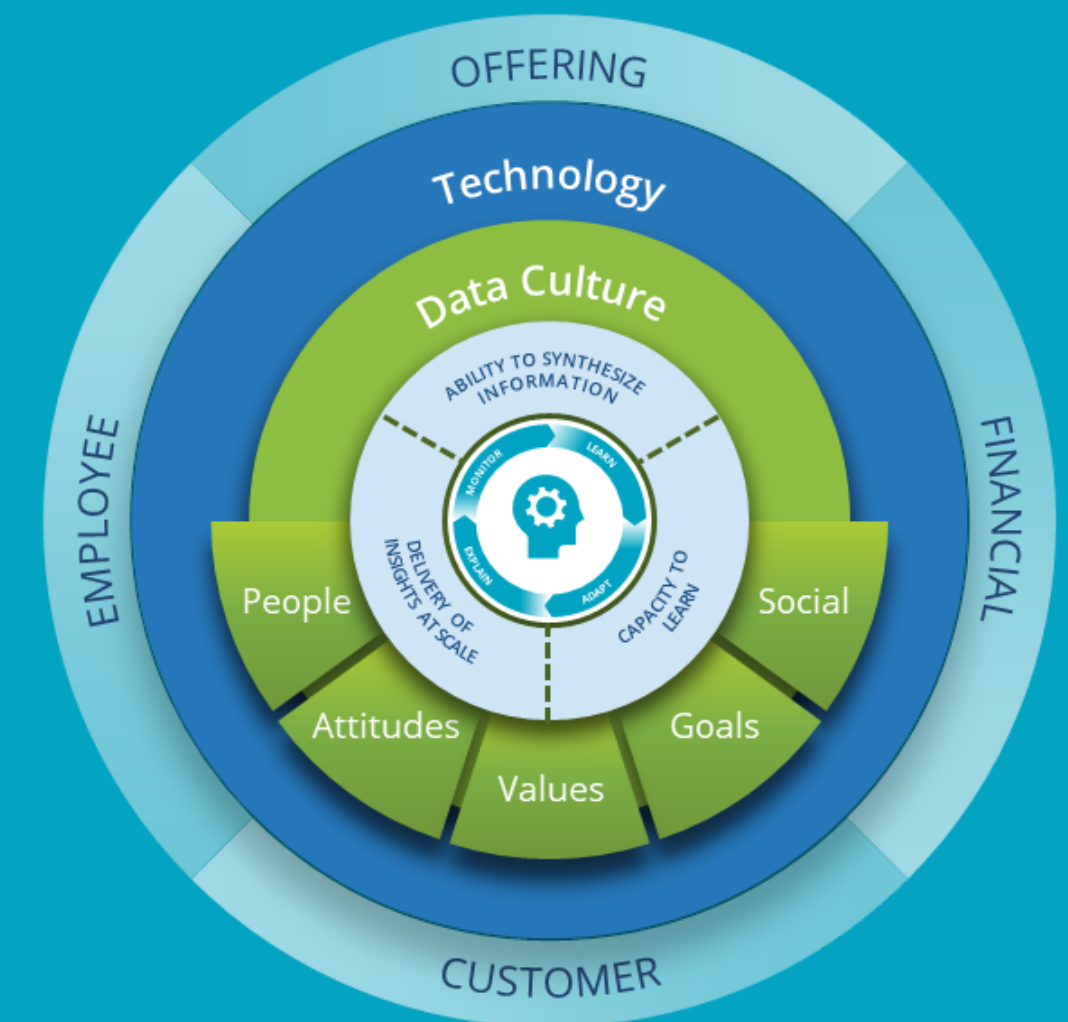 OFFERING
Technology
Data Culture
ABILITY TO SYNTHESIZE
INFORMATION
MONITOR
LEARN
EXPLAIN
ADAPT
DELIVERY OF
INSIGHTS AT SCALE
CAPACITY TO
LEARN
EMPLOYEE
FINANCIAL
People
Social
Attitudes
Goals
Values
CUSTOMER